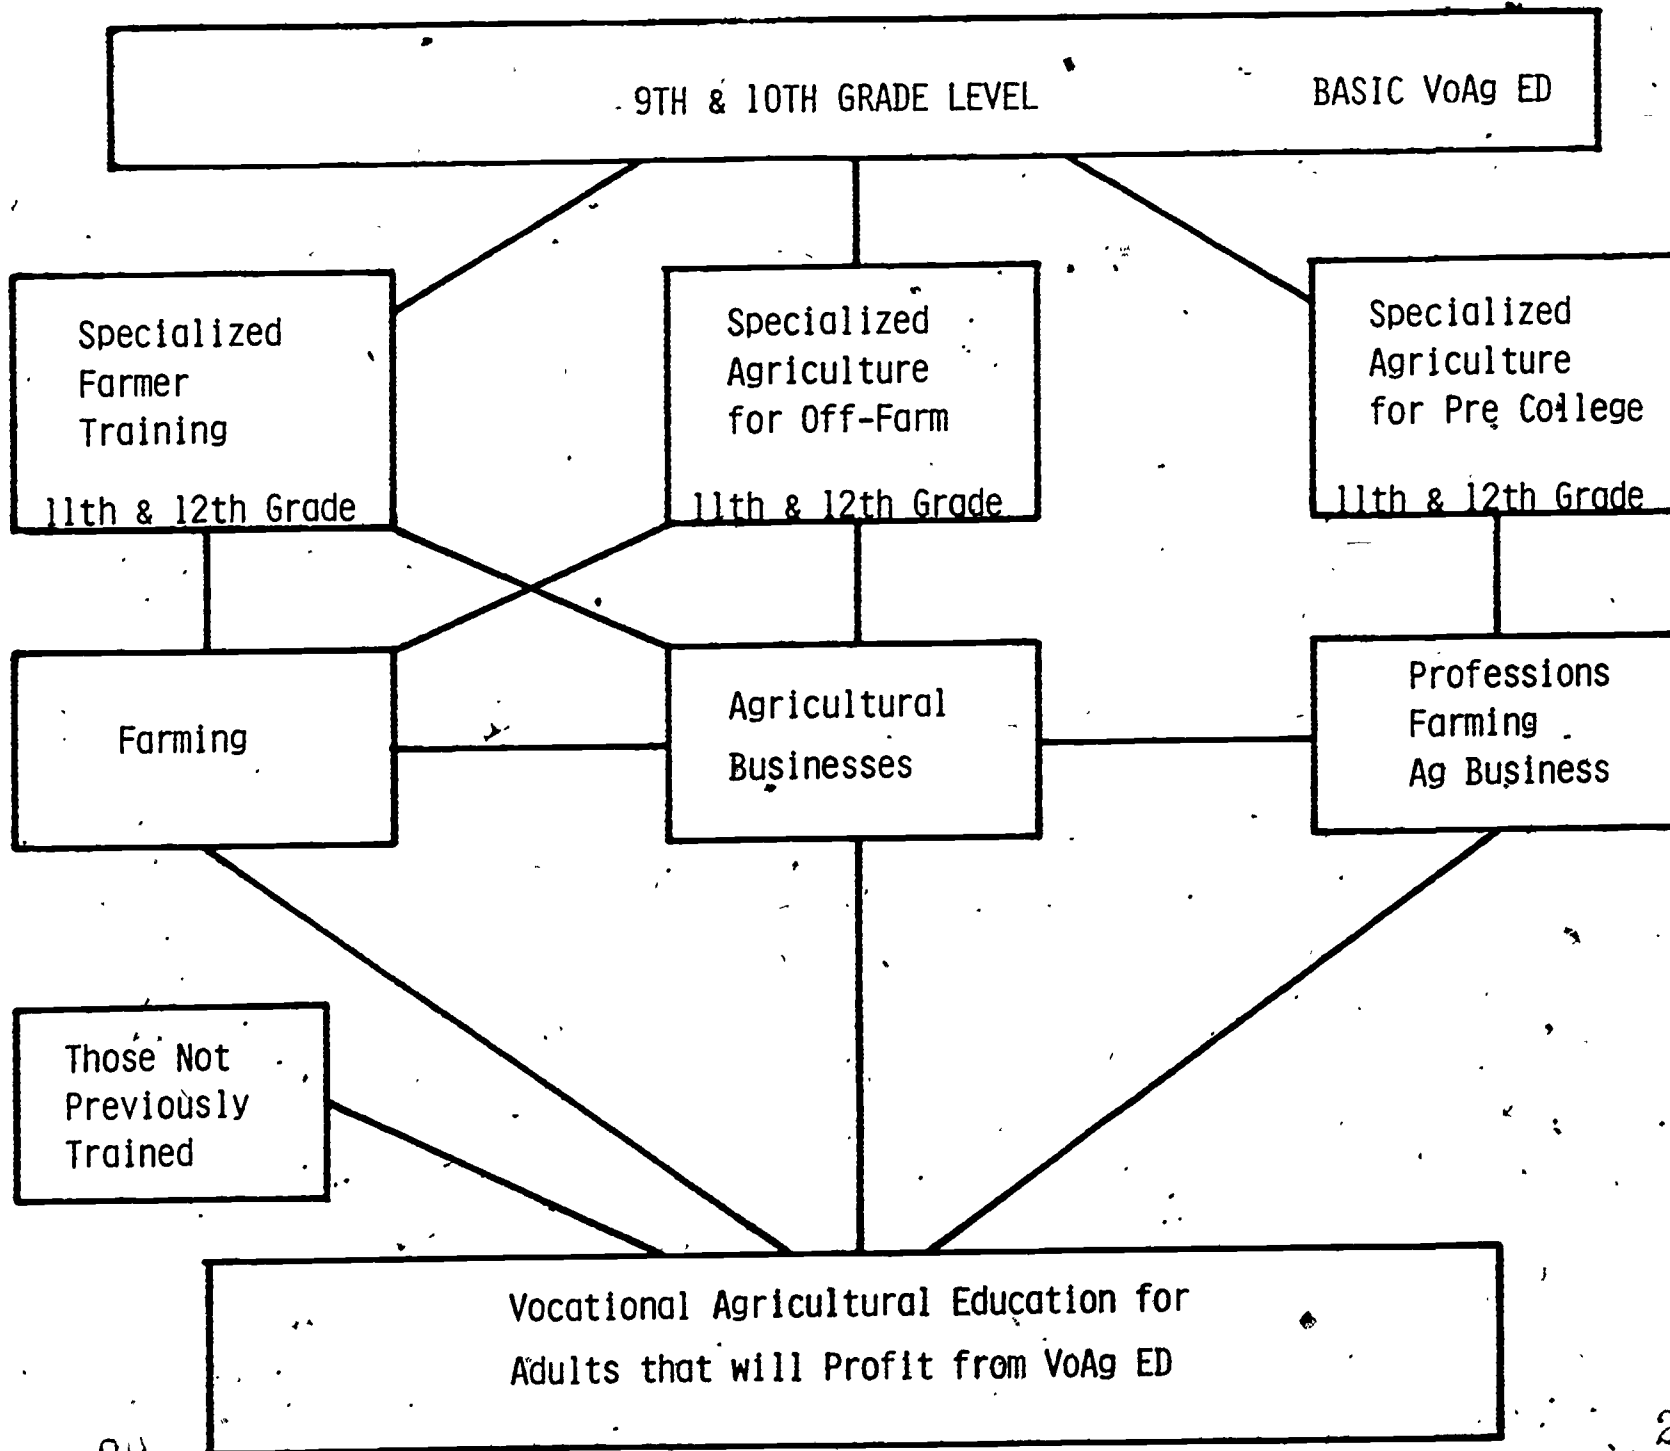 9TH & 10TH GRADE LEVEL BASIC VoAg ED
Specialized
Farmer
Training
11th & 12th Grade
Specialized
Agriculture
for Off-Farm
11th & 12th Grade
Specialized
Agriculture
for Pre College
11th & 12th Grade
Farming
Agricultural
Businesses
Professions
Farming
Ag Business
Those Not
Previously
Trained
Vocational Agricultural Education for
Adults that will Profit from VoAg ED